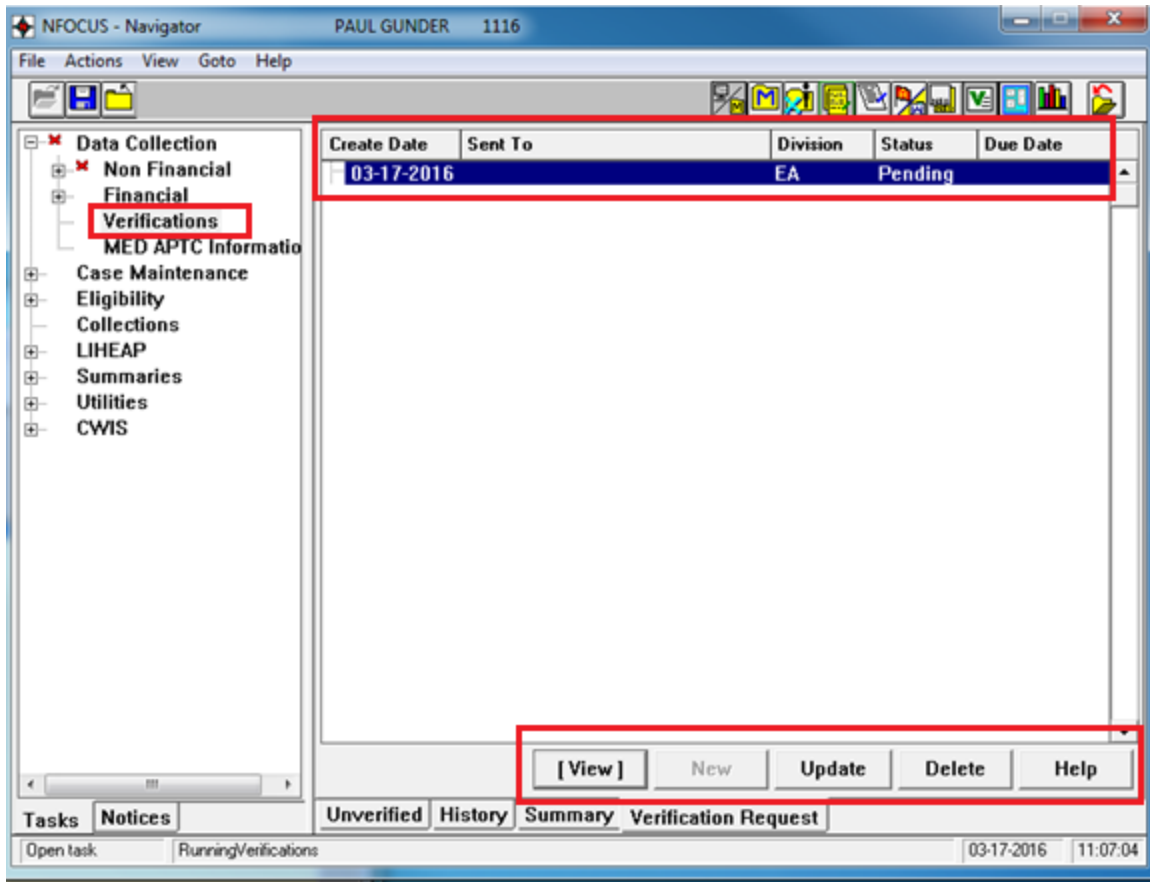 NFOCUS - Navigator PAUL GUNDER 1116
File Actions View Goto Help
Data Collection
Non Financial
Financial
Verifications
MED APTC Informatio
Case Maintenance
Eligibility
Collections
LIHEAP
Summaries
Utilities
CWIS
Create Date Sent To Division Status Due Date
03-17-2016 EA Pending
[ View ] New Update Delete Help
Tasks Notices
Unverified History Summary Verification Request
Open task RunningVerifications 03-17-2016 11:07:04